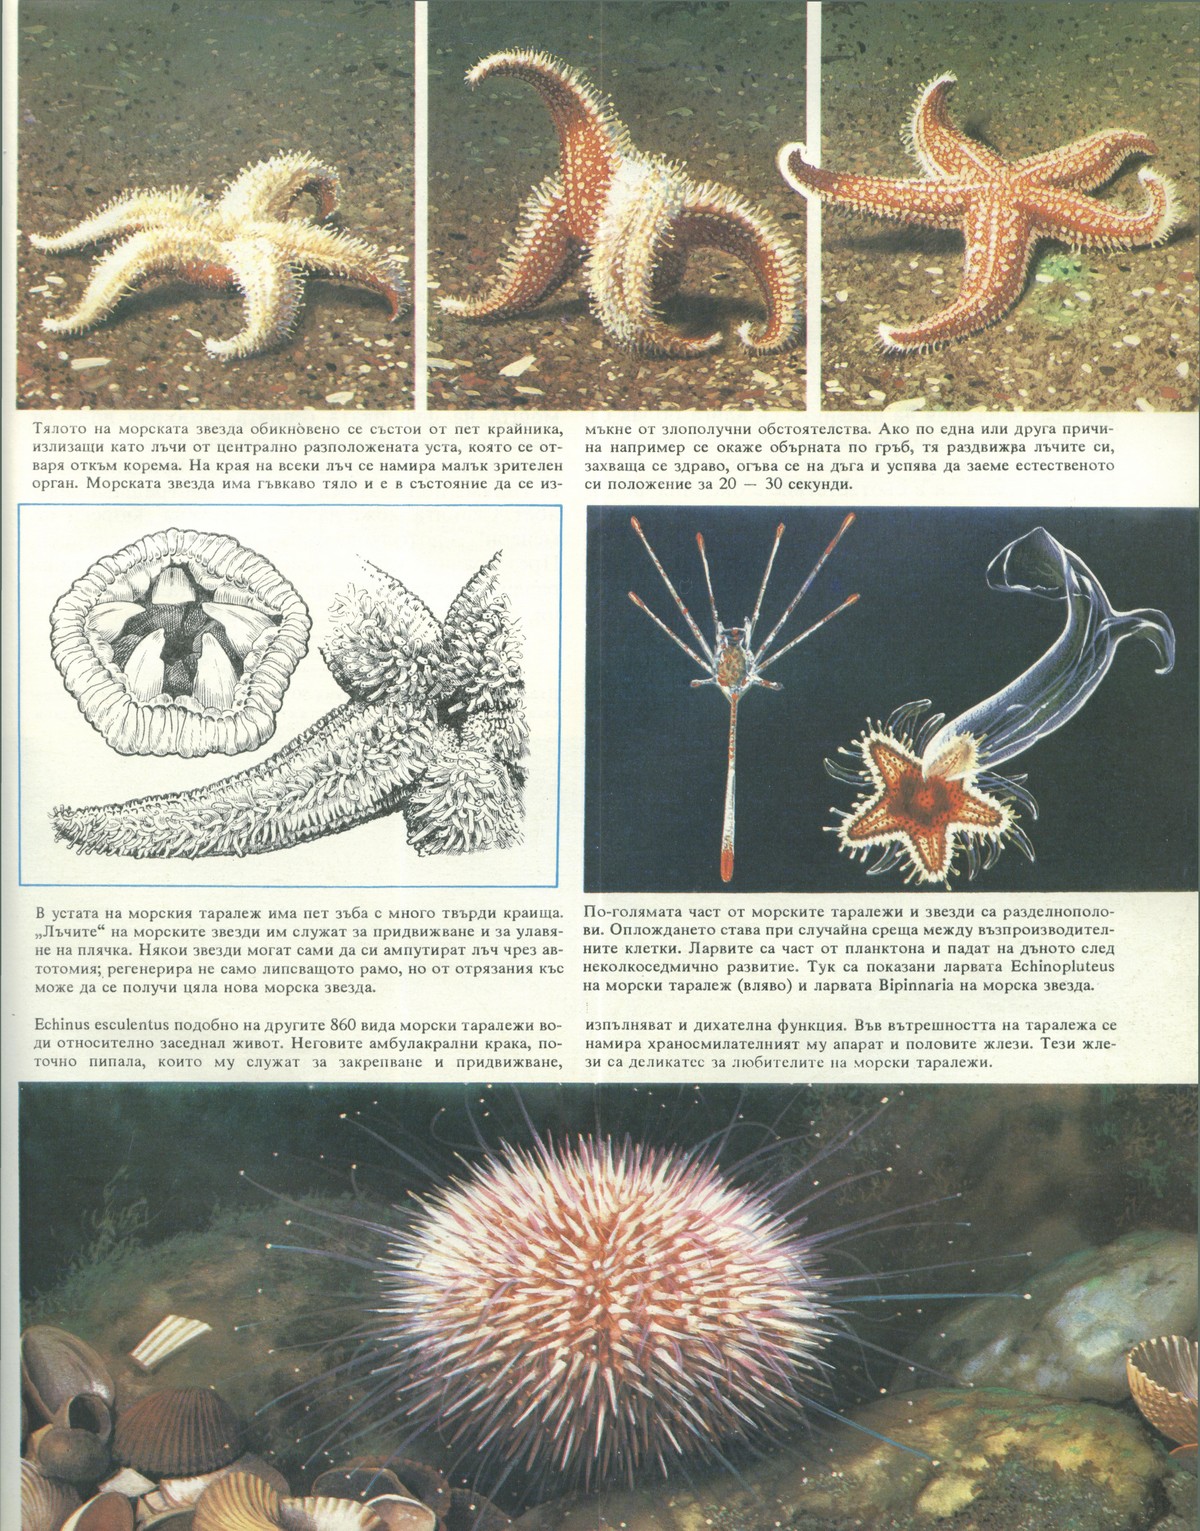 Тялото на морската звезда обикновено се състои от пет крайника,
излизащи като лъчи от централно разположената уста, която се от-
варя откъм корема. На края на всеки лъч се намира малък зрителен
орган. Морската звезда има гъвкаво тяло и е в състояние да се из-
мъкне от злополучни обстоятелства. Ако по една или друга причи-
на например се окаже обърната по гръб, тя раздвижва лъчите си,
захваща се здраво, огъва се на дъга и успява да заеме естественото
си положение за 20 — 30 секунди.
В устата на морския таралеж има пет зъба с много твърди краища.
„Лъчите“ на морските звезди им служат за придвижване и за улавя-
не на плячка. Някои звезди могат сами да си ампутират лъч чрез ав-
тотомия; регенерира не само липсващото рамо, но от отрязания къс
може да се получи цяла нова морска звезда.
По-голямата част от морските таралежи и звезди са разделнополо-
ви. Оплождането става при случайна среща между възпроизводител-
ните клетки. Ларвите са част от планктона и падат на дъното след
неколкоседмично развитие. Тук са показани ларвата Echinopluteus
на морски таралеж (вляво) и ларвата Bipinnaria на морска звезда.
Echinus esculentus подобно на другите 860 вида морски таралежи во-
ди относително заседнал живот. Неговите амбулакрални крака, по-
точно пипала, които му служат за закрепване и придвижване,
изпълняват и дихателна функция. Във вътрешността на таралежа се
намира храносмилателният му апарат и половите жлези. Тези жле-
зи са деликатес за любителите на морски таралежи.